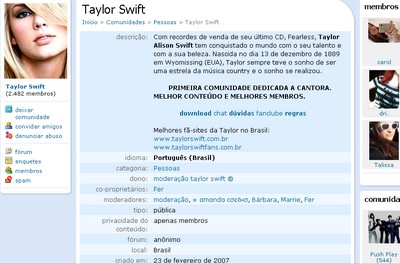 Taylor Swift
Início > Comunidades > Pessoas > Taylor Swift
Taylor Swift
(2.482 membros)
deixar
comunidade
convidar amigos
denunciar abuso
fórum
enquetes
membros
spam
descrição: Com recordes de venda de seu último CD, Fearless, Taylor
Alison Swift tem conquistado o mundo com o seu talento e
com a sua beleza. Nascida no dia 13 de dezembro de 1889
em Wyomissing (EUA), Taylor sempre teve o sonho de ser
uma estrela da música country e o sonho se realizou.
PRIMEIRA COMUNIDADE DEDICADA A CANTORA.
MELHOR CONTEÚDO E MELHORES MEMBROS.
download chat dúvidas fanclube regras
Melhores fã-sites da Taylor no Brasil:
www.taylorswift.com.br
www.taylorswiftfans.com.br
idioma: Português (Brasil)
categoria: Pessoas
dono: moderação taylor swift ®
co-proprietários: Fer
moderadores: moderação, Bárbara, Marrie, Fer
tipo: pública
privacidade do
conteúdo: apenas membros
fórum: anônimo
local: Brasil
criado em: 23 de fevereiro de 2007
membros
carol
dri.
Talissa
comunida
Push Play
(544)